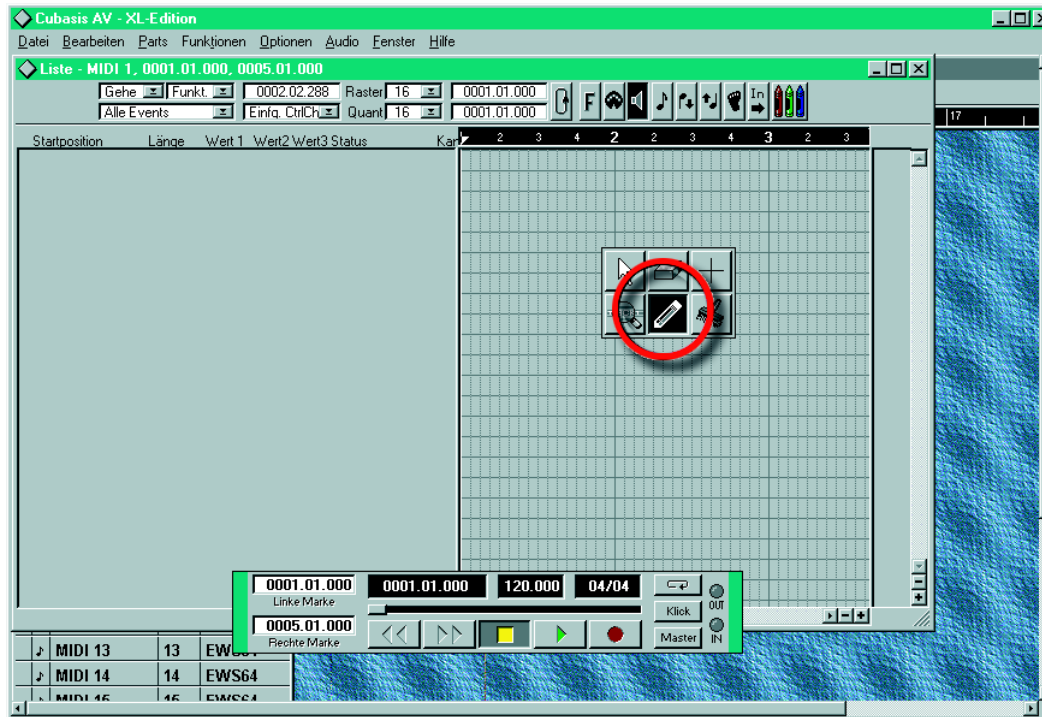 Cubasis AV - XL-Edition
Datei Bearbeiten Parts Funktionen Optionen Audio Fenster Hilfe
Liste - MIDI 1, 0001.01.000, 0005.01.000
Gehe Funkt. 0002.02.288 Raster 16 0001.01.000 F In
Alle Events Einfg. CtrlCh Quant 16 0001.01.000
17
Startposition Länge Wert 1 Wert2 Wert3 Status Kan
2 3 4 2 2 3 4 3 2 3
0001.01.000 0001.01.000 120.000 04/04
Linke Marke
Klick OUT
0005.01.000
Rechte Marke Master IN
MIDI 13 13
MIDI 14 14 EWS64